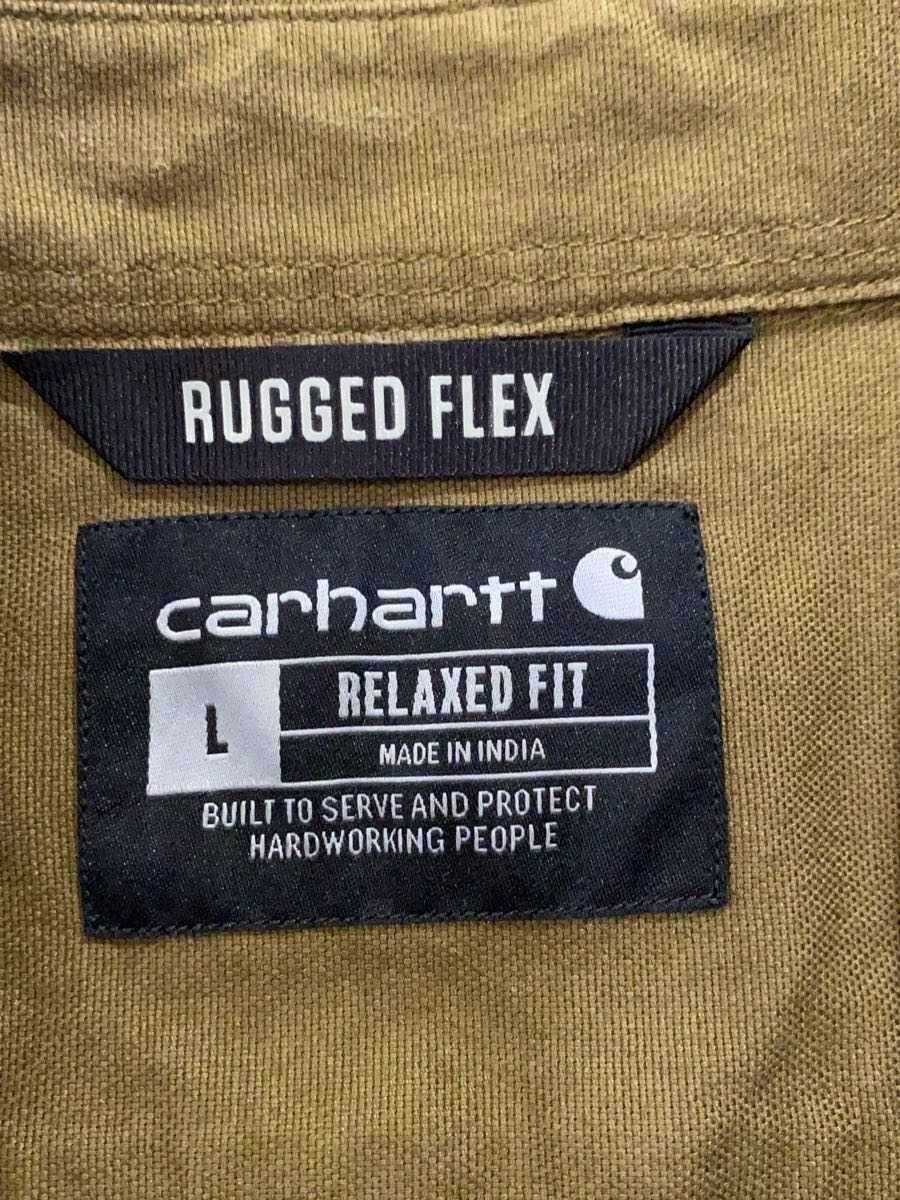 RUGGED FLEX
carhartt
L
RELAXED FIT
MADE IN INDIA
BUILT TO SERVE AND PROTECT
HARDWORKING PEOPLE